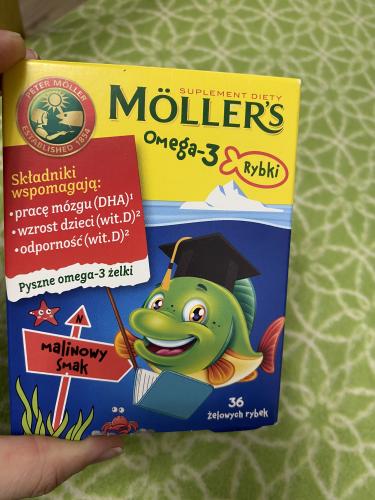 PETER MÖLLER
ESTABLISHED 1854
SUPLEMENT DIETY
MÖLLER'S
Omega-3
Rybki
Składniki
wspomagają:
•pracę mózgu (DHA)¹
•wzrost dzieci (wit.D)²
•odporność (wit.D)²
Pyszne omega-3 żelki
N
malinowy
smak
36
żelowych rybek